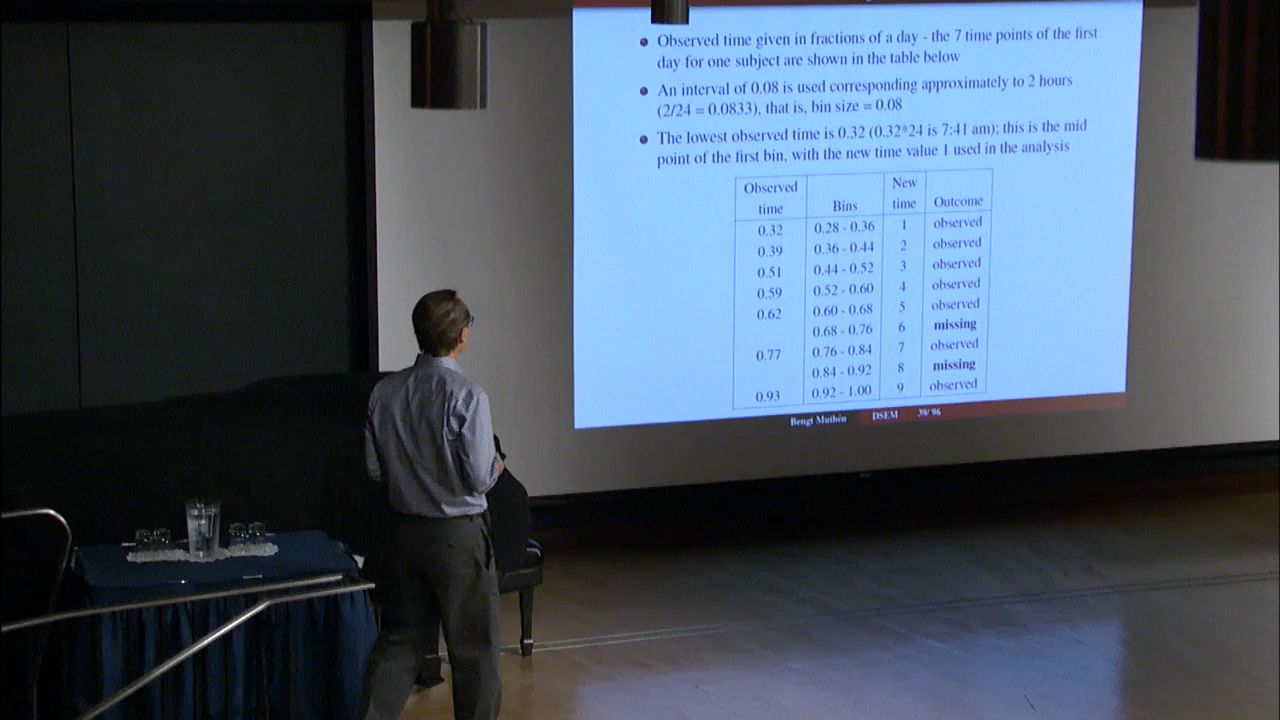 Observed time given in fractions of a day - the 7 time points of the first
day for one subject are shown in the table below
An interval of 0.08 is used corresponding approximately to 2 hours
(2/24 = 0.0833), that is, bin size = 0.08
The lowest observed time is 0.32 (0.32*24 is 7:41 am); this is the mid
point of the first bin, with the new time value 1 used in the analysis
Observed New
time Bins time Outcome
0.32 0.28 - 0.36 1 observed
0.39 0.36 - 0.44 2 observed
0.51 0.44 - 0.52 3 observed
0.59 0.52 - 0.60 4 observed
0.62 0.60 - 0.68 5 observed
0.68 - 0.76 6 missing
0.77 0.76 - 0.84 7 observed
0.84 - 0.92 8 missing
0.93 0.92 - 1.00 9 observed
Bengt Muthén DSEM 39/ 96